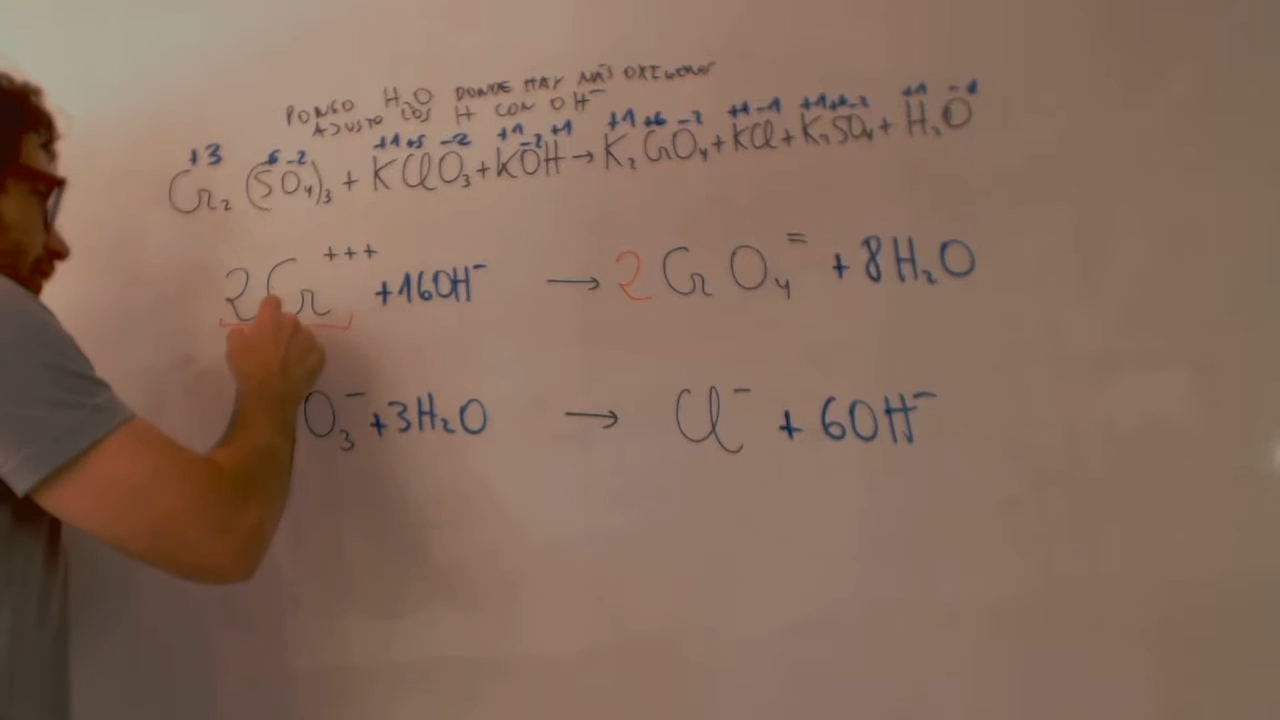 PONGO H₂O DONDE HAY MÁS OXÍGENOS
AJUSTO LOS H CON OH⁻
+3 6 -2 +1 +5 -2 +1 -2 +1 +1 +6 -2 +1 -1 +1 +6 -2 +1
Cr₂(SO₄)₃ + KClO₃ + KOH → K₂CrO₄ + KCl + K₂SO₄ + H₂O
2Cr⁺⁺⁺ + 16OH⁻ → 2CrO₄⁼ + 8H₂O
O₃⁻ + 3H₂O → Cl⁻ + 6OH⁻